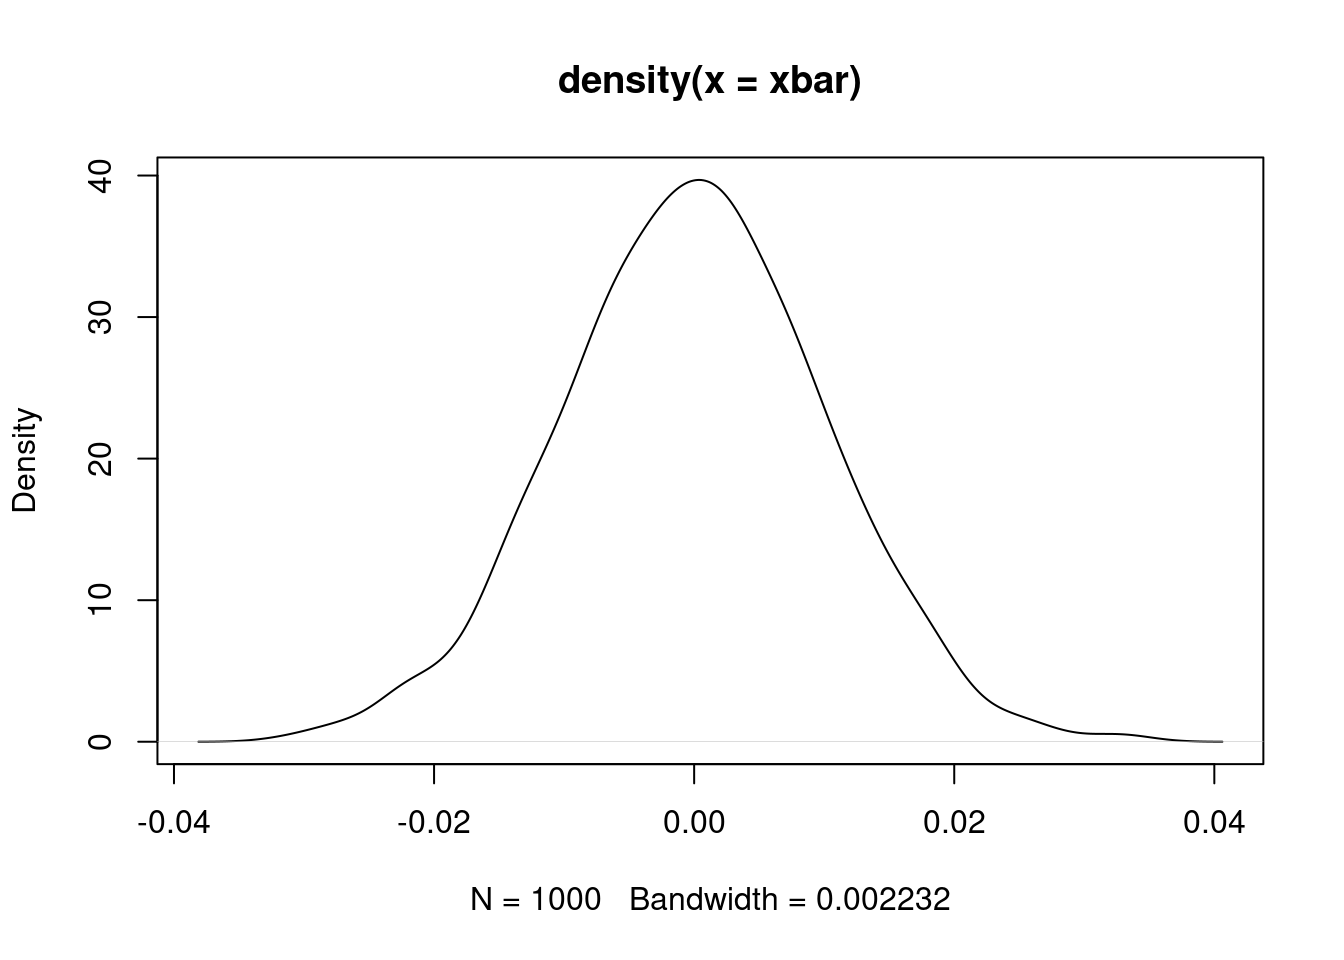 density(x = xbar)
Density
40
30
20
10
0
-0.04 -0.02 0.00 0.02 0.04
N = 1000 Bandwidth = 0.002232